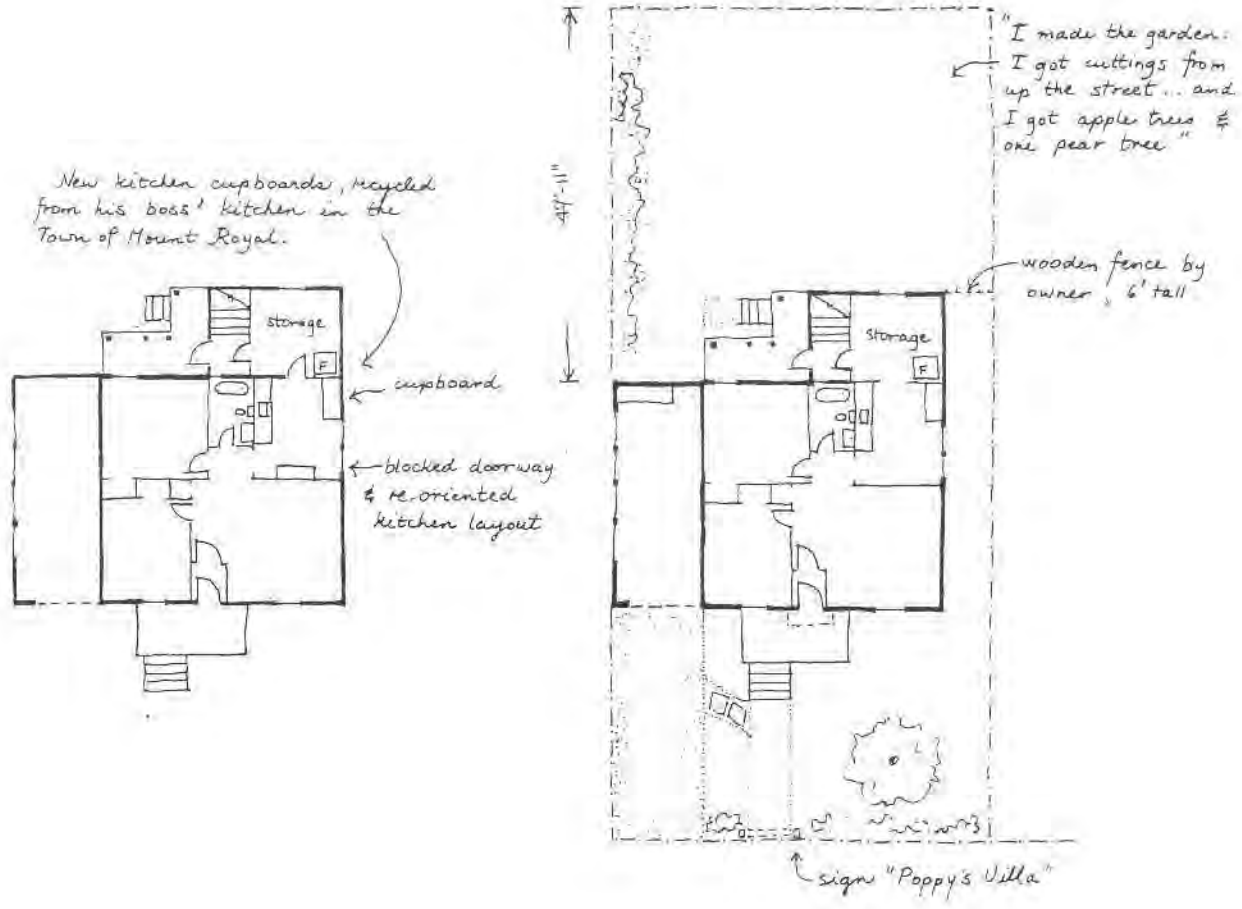 New kitchen cupboards, recycled
from his boss' kitchen in the
Town of Mount Royal.
storage
F
cupboard
blocked doorway
& re-oriented
kitchen layout
47'-11"
"I made the garden.
I got cuttings from
up the street... and
I got apple trees &
one pear tree"
wooden fence by
owner, 6' tall
storage
F
sign "Poppy's Villa"